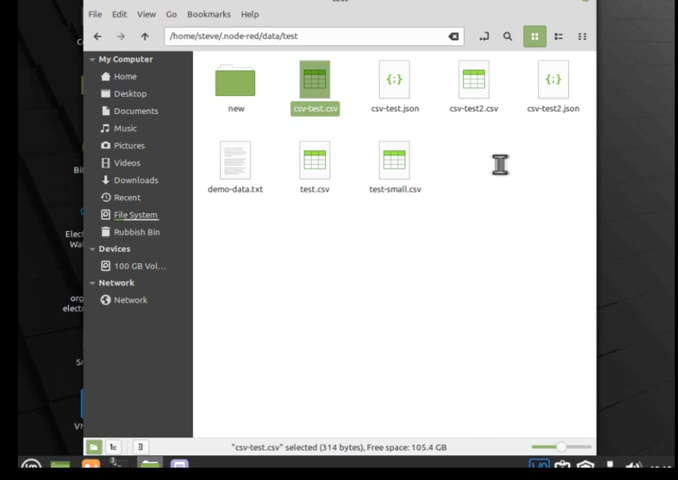 File Edit View Go Bookmarks Help
/home/steve/.node-red/data/test
My Computer
Home
Desktop
Documents
Music
Pictures
Videos
Downloads
Recent
File System
Rubbish Bin
Devices
100 GB Vol...
Network
Network
new
csv-test.csv
csv-test.json
csv-test2.csv
csv-test2.json
demo-data.txt
test.csv
test-small.csv
"csv-test.csv" selected (314 bytes), Free space: 105.4 GB